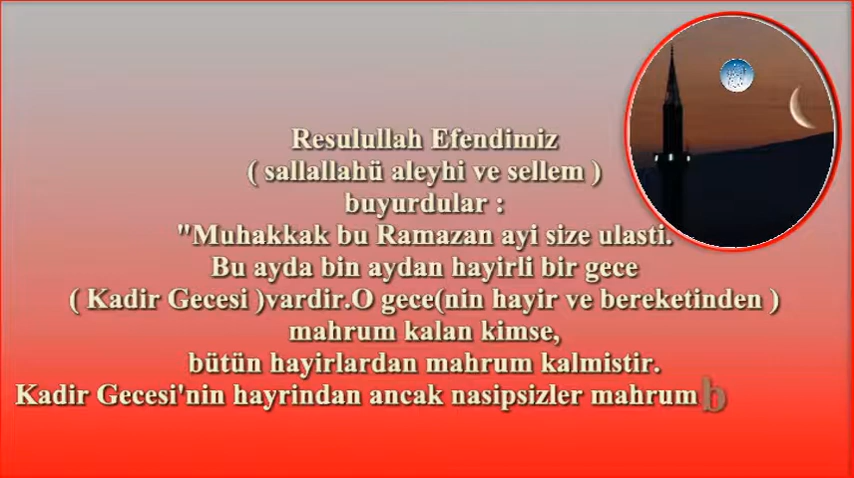 Resulullah Efendimiz
( sallallahü aleyhi ve sellem )
buyurdular :
"Muhakkak bu Ramazan ayi size ulasti.
Bu ayda bin aydan hayirli bir gece
( Kadir Gecesi )vardir.O gece(nin hayir ve bereketinden )
mahrum kalan kimse,
bütün hayirlardan mahrum kalmistir.
Kadir Gecesi'nin hayrindan ancak nasipsizler mahrum b